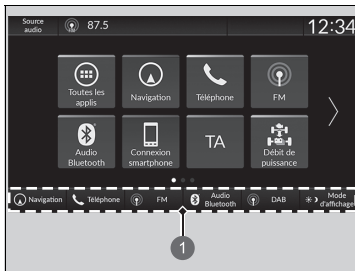 Source
audio
87.5
12:34
Toutes les
applis
Navigation
Téléphone
FM
Audio
Bluetooth
Connexion
smartphone
TA
Débit de
puissance
Navigation
Téléphone
FM
Audio
Bluetooth
DAB
Mode
d'affichage
1